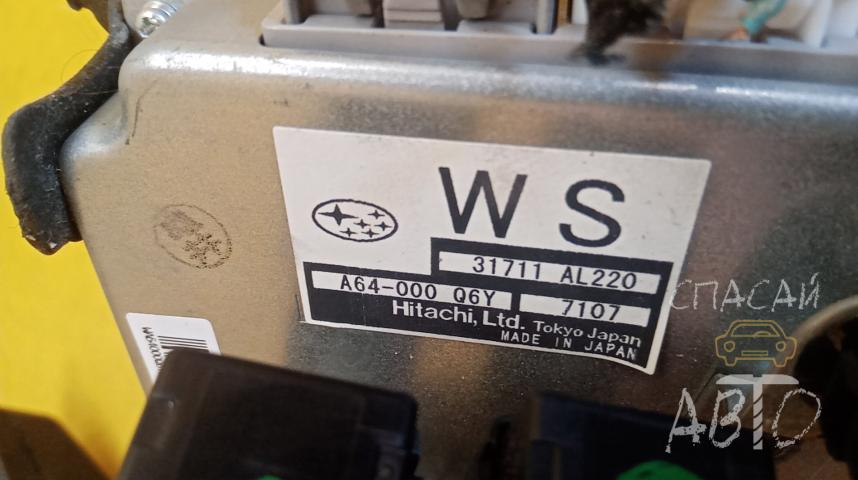 WS
31711 AL220
A64-000 Q6Y 7107
Hitachi, Ltd. Tokyo Japan
MADE IN JAPAN
СПАСАЙ
АВТО